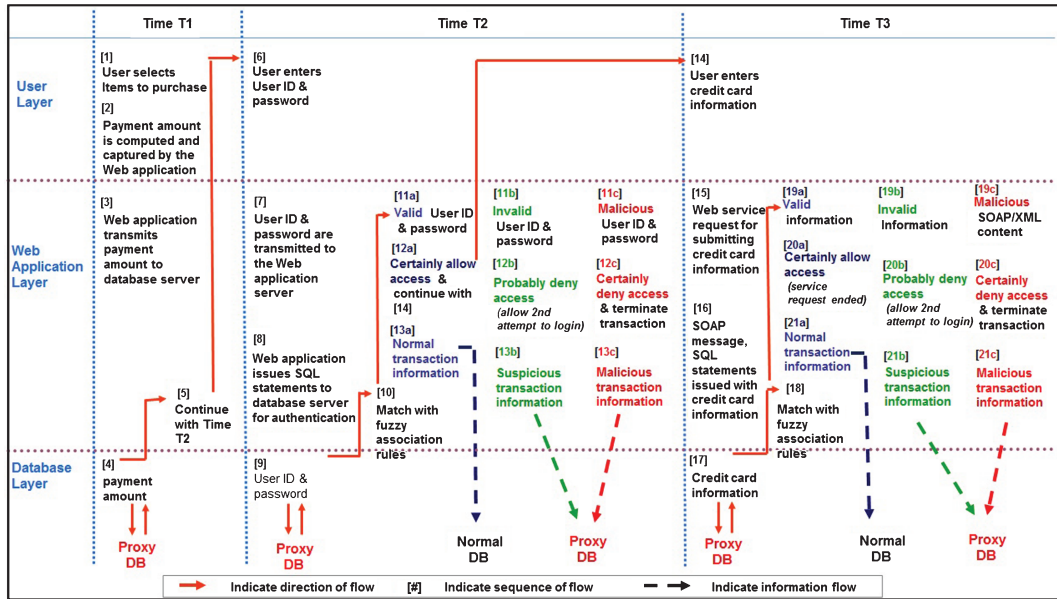 Time T1
Time T2
Time T3
User
Layer
[1]
User selects
Items to purchase
[2]
Payment amount
is computed and
captured by the
Web application
[6]
User enters
User ID &
password
[14]
User enters
credit card
information
Web
Application
Layer
[3]
Web application
transmits
payment
amount to
database server
[5]
Continue
with Time
T2
[7]
User ID &
password are
transmitted to
the Web
application
server
[8]
Web application
issues SQL
statements to
database server
for authentication
[10]
Match with
fuzzy
association
rules
[11a]
Valid User ID
& password
[12a]
Certainly allow
access &
continue with
[14]
[13a]
Normal
transaction
information
[11b]
Invalid
User ID &
password
[12b]
Probably deny
access
(allow 2nd
attempt to login)
[13b]
Suspicious
transaction
information
[11c]
Malicious
User ID &
password
[12c]
Certainly
deny access
& terminate
transaction
[13c]
Malicious
transaction
information
[15]
Web service
request for
submitting
credit card
information
[16]
SOAP
message,
SQL
statements
issued with
credit card
information
[18]
Match with
fuzzy
association
rules
[19a]
Valid
information
[20a]
Certainly allow
access
(service
request ended)
[21a]
Normal
transaction
information
[19b]
Invalid
Information
[20b]
Probably deny
access
(allow 2nd
attempt to login)
[21b]
Suspicious
transaction
information
[19c]
Malicious
SOAP/XML
content
[20c]
Certainly
deny access
& terminate
transaction
[21c]
Malicious
transaction
information
Database
Layer
[4]
payment
amount
Proxy
DB
[9]
User ID &
password
Proxy
DB
Normal
DB
Proxy
DB
[17]
Credit card
information
Proxy
DB
Normal
DB
Proxy
DB
Indicate direction of flow
[#] Indicate sequence of flow
Indicate information flow